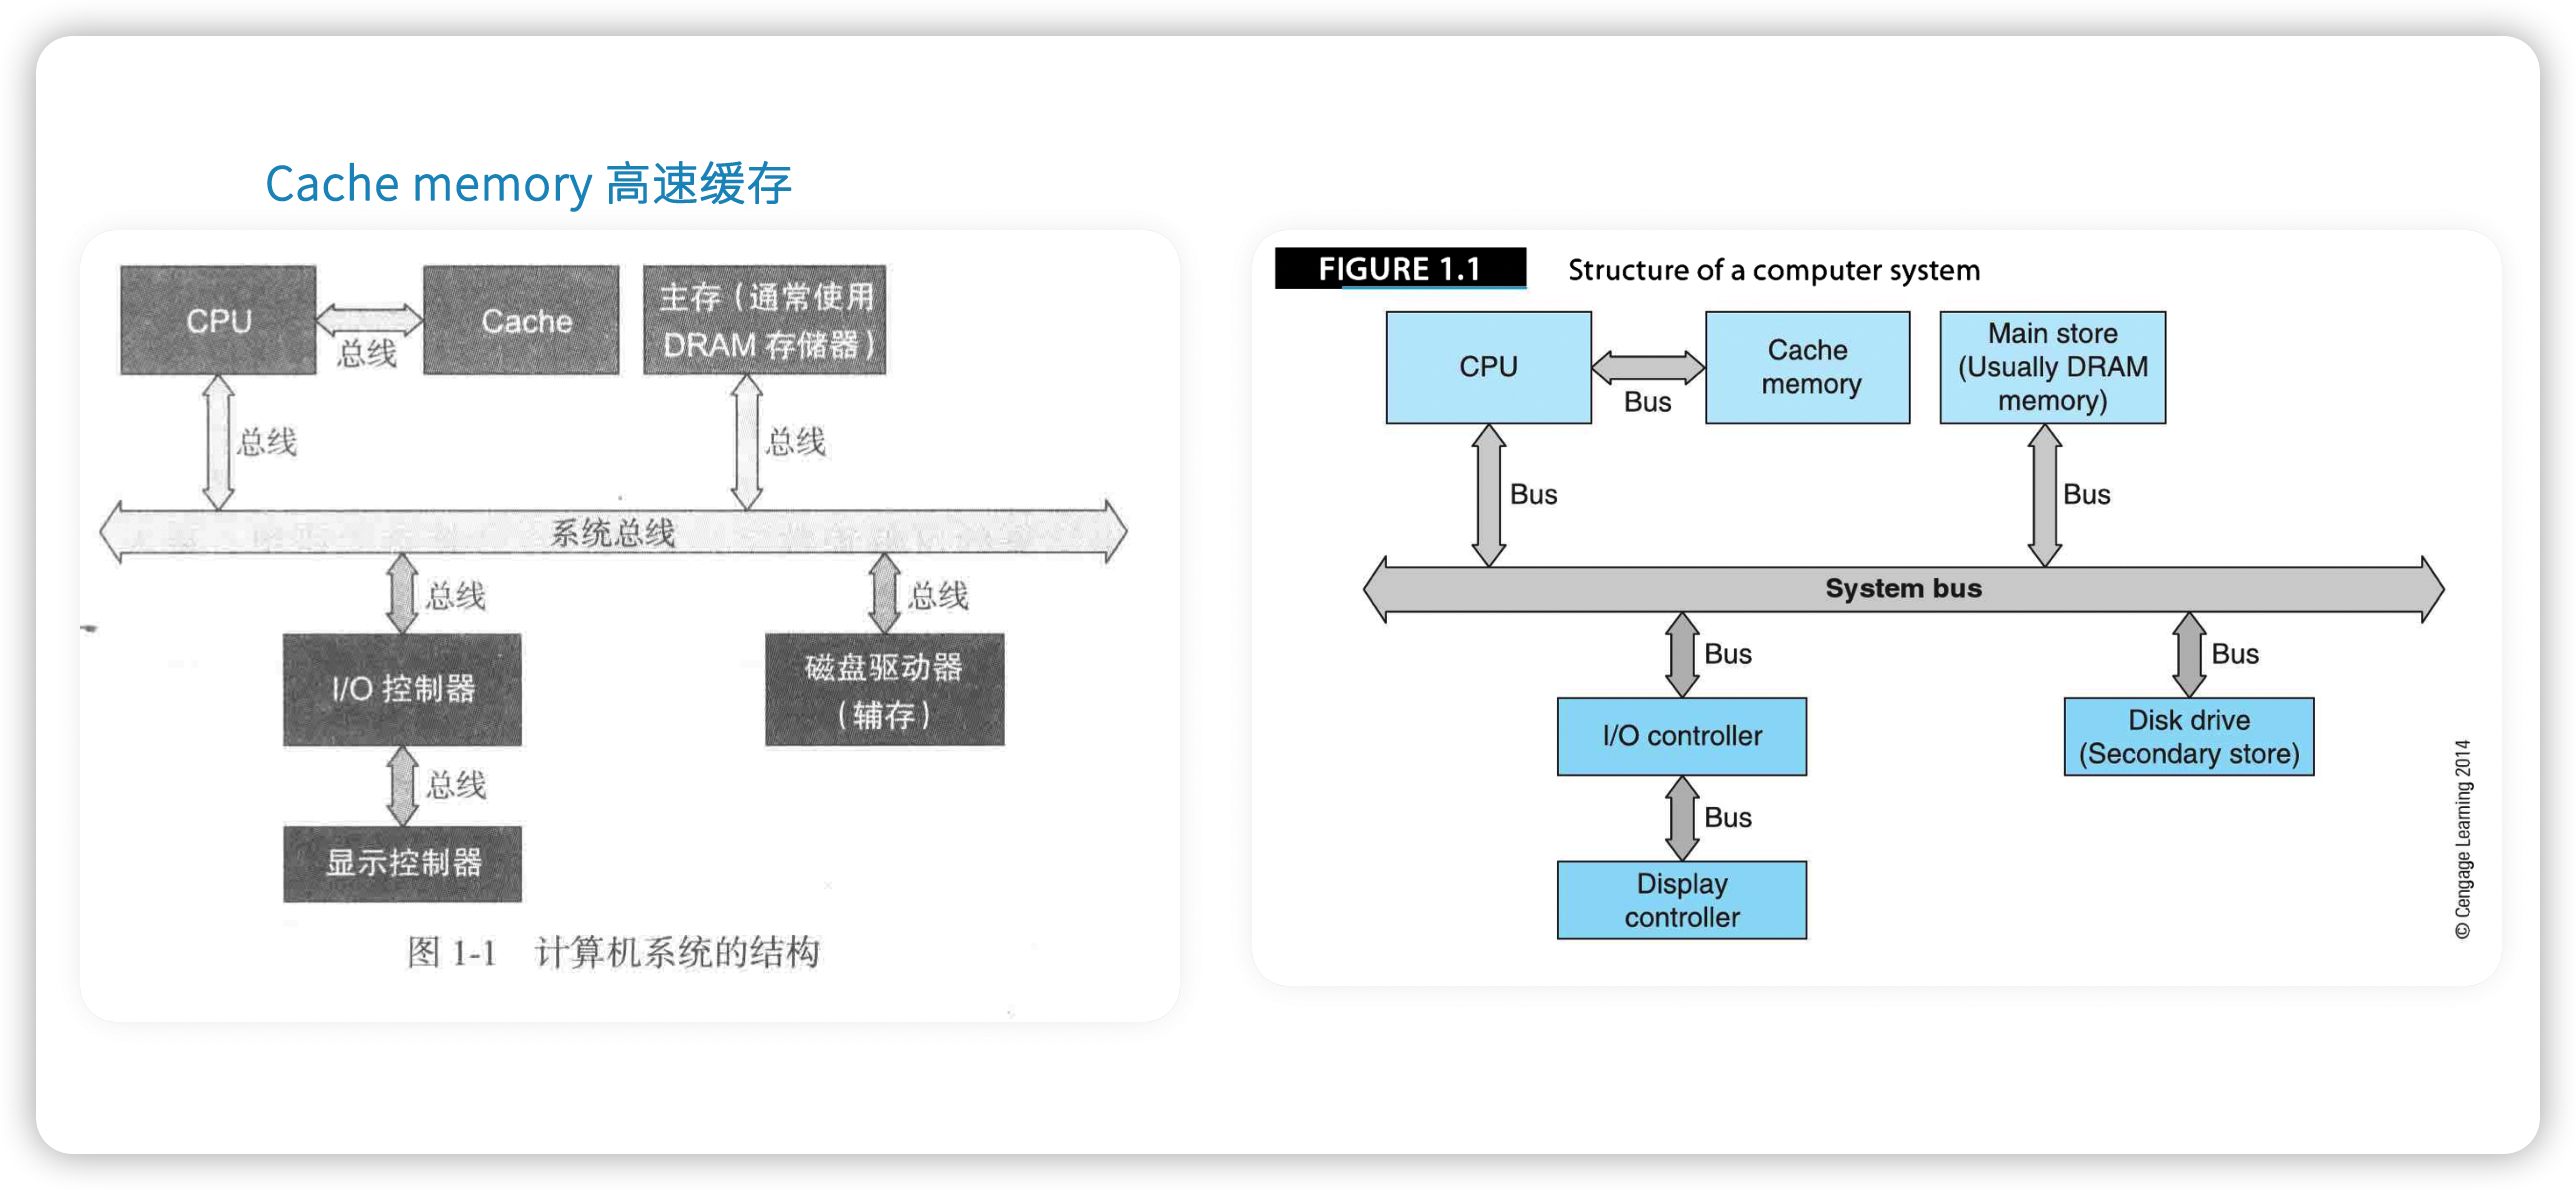 Cache memory 高速缓存
CPU
总线
Cache
主存（通常使用
DRAM 存储器）
总线
总线
系统总线
总线
总线
I/O 控制器
磁盘驱动器
（辅存）
总线
显示控制器
图 1-1 计算机系统的结构
FIGURE 1.1 Structure of a computer system
CPU
Bus
Cache
memory
Main store
(Usually DRAM
memory)
Bus
Bus
System bus
Bus
Bus
I/O controller
Disk drive
(Secondary store)
Bus
Display
controller
© Cengage Learning 2014